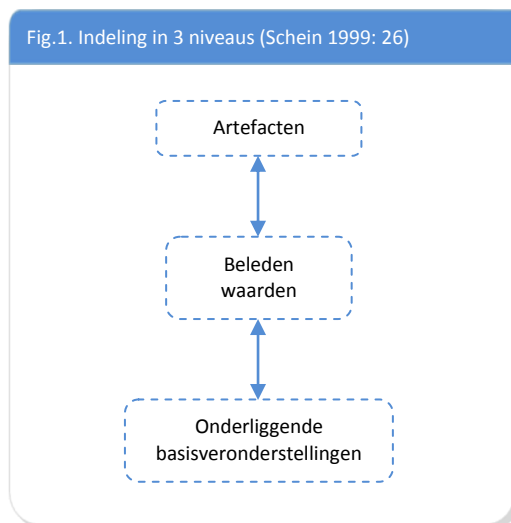 Fig.1. Indeling in 3 niveaus (Schein 1999: 26)
Artefacten
Beleden
waarden
Onderliggende
basisveronderstellingen